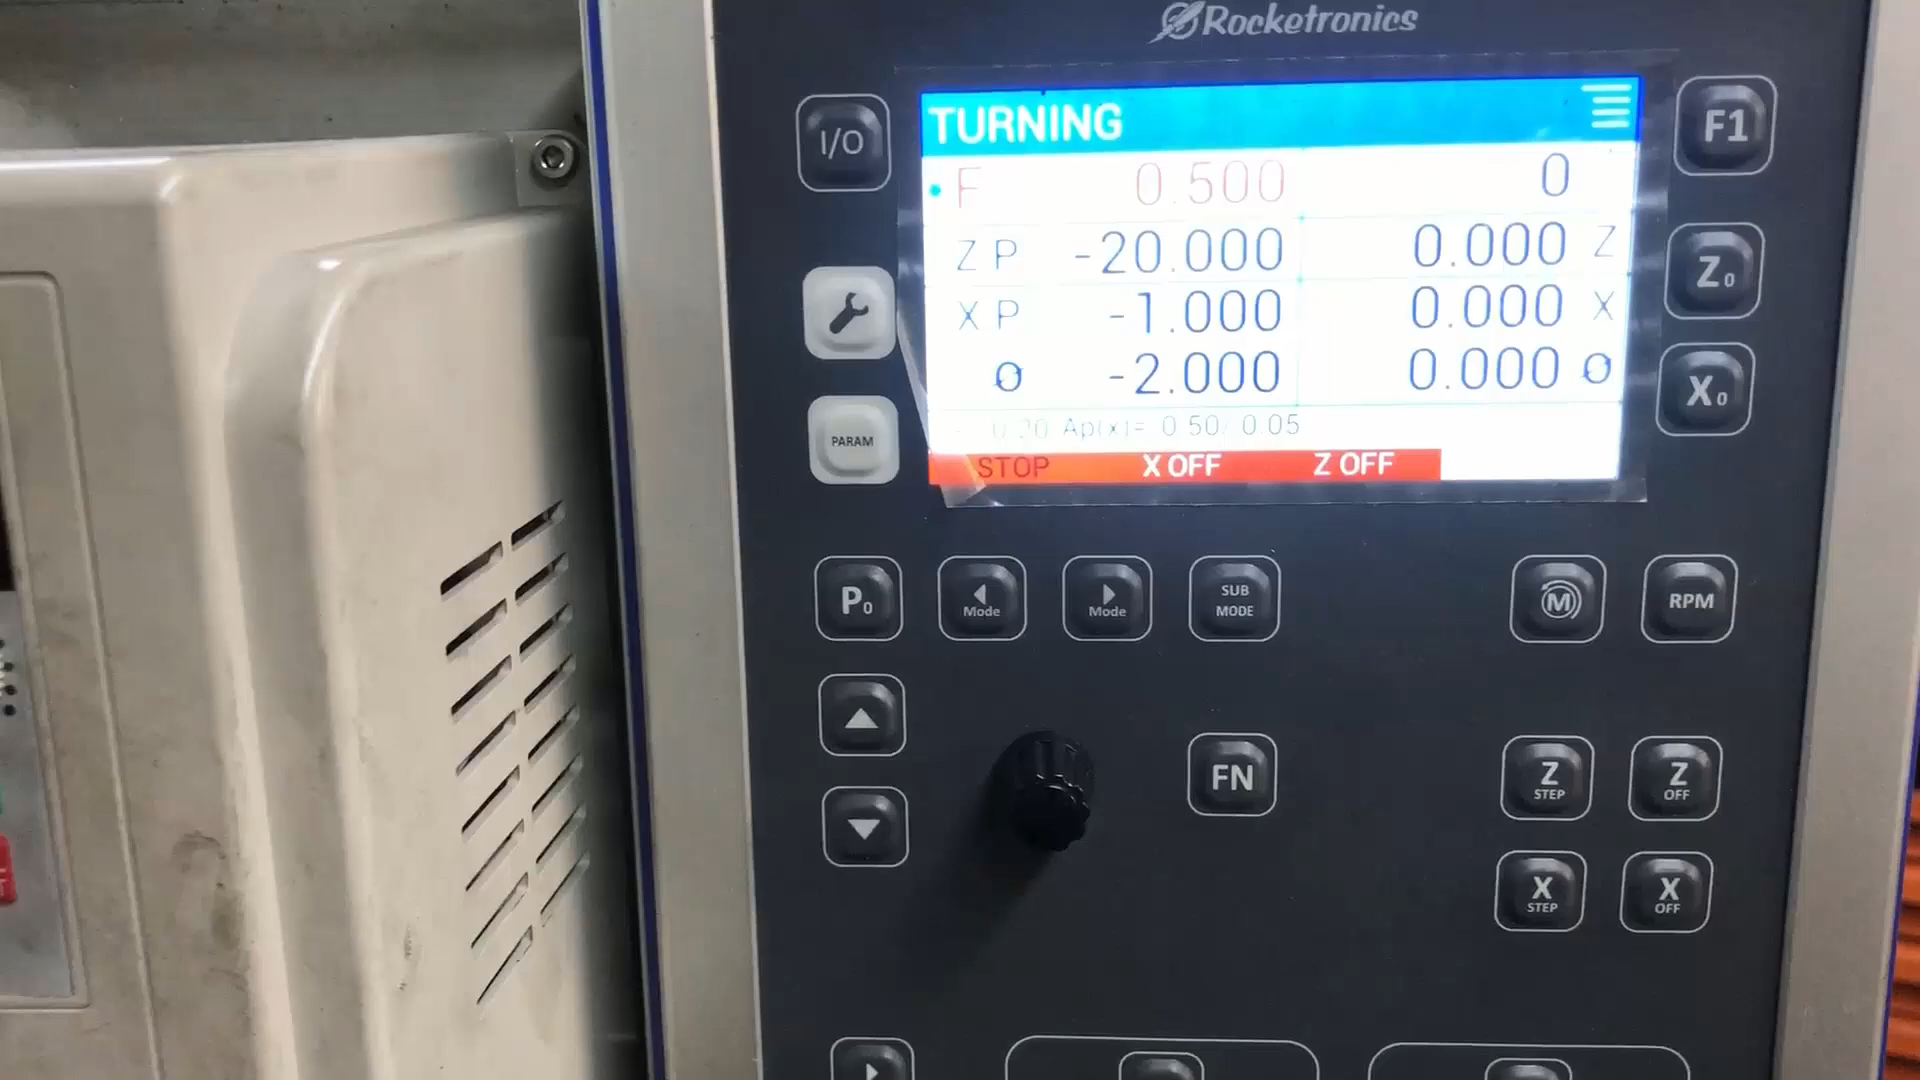 Rocketronics
I/O
TURNING
F1
F 0.500 0
Z P -20.000 0.000 Z
X P -1.000 0.000 X
Ø -2.000 0.000 Ø
0.20 Ap(x)= 0.50/ 0.05
STOP X OFF Z OFF
Z0
X0
PARAM
P0
Mode
Mode
SUB
MODE
M
RPM
FN
Z
STEP
Z
OFF
X
STEP
X
OFF